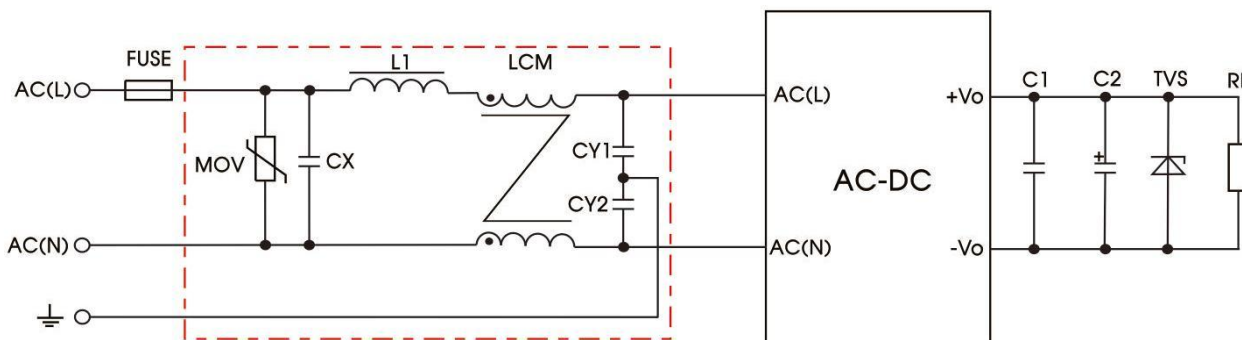 FUSE
L1
LCM
C1
C2
TVS
AC(L)
AC(L)
+Vo
MOV
CX
CY1
CY2
+
AC-DC
AC(N)
AC(N)
-Vo